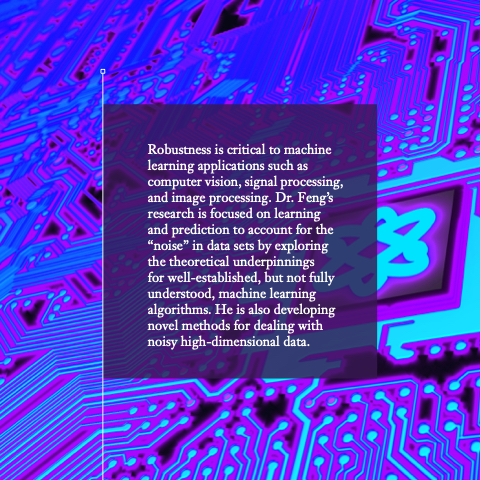 Robustness is critical to machine
learning applications such as
computer vision, signal processing,
and image processing. Dr. Feng’s
research is focused on learning
and prediction to account for the
“noise” in data sets by exploring
the theoretical underpinnings
for well-established, but not fully
understood, machine learning
algorithms. He is also developing
novel methods for dealing with
noisy high-dimensional data.